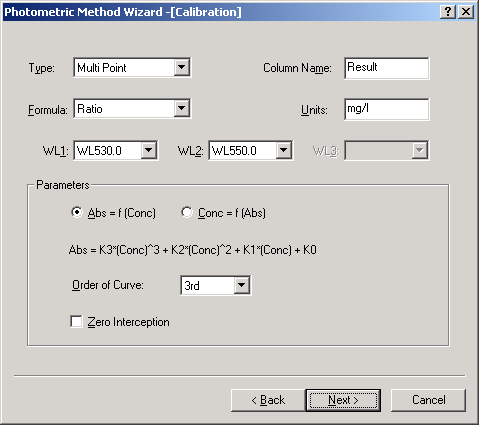 Photometric Method Wizard -[Calibration]
Type: Multi Point Column Name: Result
Formula: Ratio Units: mg/l
WL1: WL530.0 WL2: WL550.0 WL3:
Parameters
Abs = f (Conc) Conc = f (Abs)
Abs = K3*(Conc)^3 + K2*(Conc)^2 + K1*(Conc) + K0
Order of Curve: 3rd
Zero Interception
< Back Next > Cancel